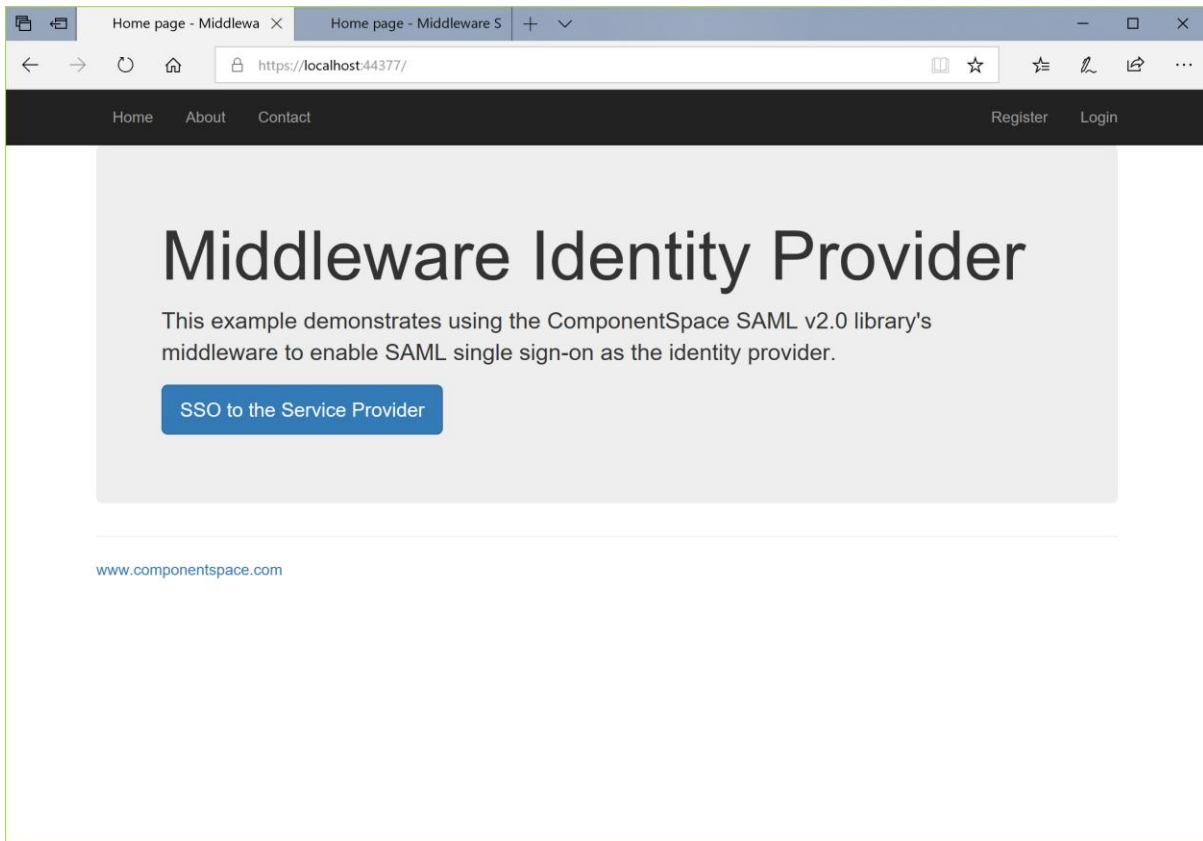 Home page - Middlewa
Home page - Middleware S
https://localhost:44377/
Home About Contact Register Login
Middleware Identity Provider
This example demonstrates using the ComponentSpace SAML v2.0 library's
middleware to enable SAML single sign-on as the identity provider.
SSO to the Service Provider
www.componentspace.com